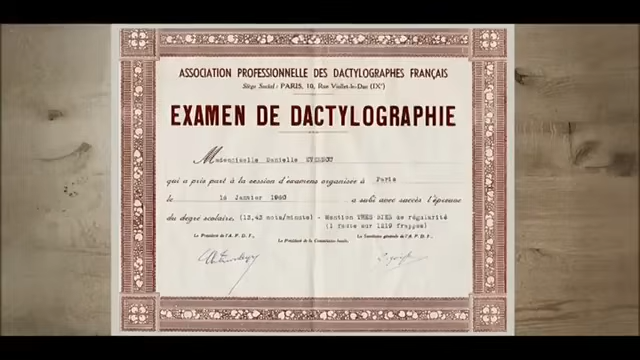 ASSOCIATION PROFESSIONNELLE DES DACTYLOGRAPHES FRANÇAIS
Siège Social : PARIS, 10, Rue Viollet-le-Duc (IXe)
EXAMEN DE DACTYLOGRAPHIE
Mademoiselle Danielle
qui a pris part à la session d'examens organisée à Paris
le 14 Janvier 1960 a subi avec succès l'épreuve
du degré scolaire, (13,43 mots/minute) - Mention TRES BIEN de régularité
(1 faute sur 1219 frappes)
Le Président de l'A. P. D. F., Le Président de la Commission locale, Le Secrétaire générale de l'A. P. D. F.,